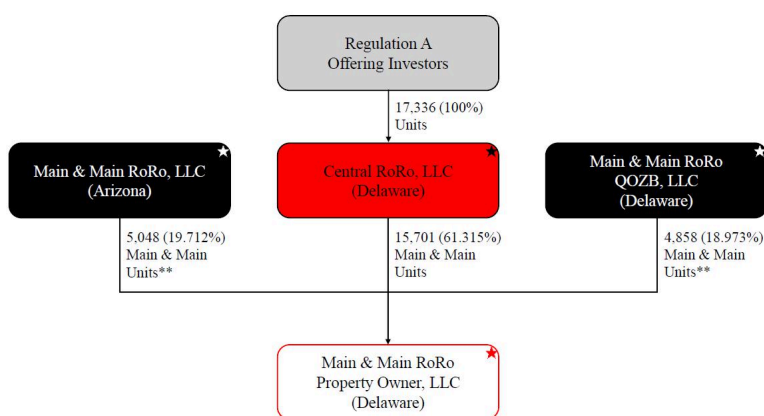 Regulation A
Offering Investors
17,336 (100%)
Units
Main & Main RoRo, LLC
(Arizona)
Central RoRo, LLC
(Delaware)
Main & Main RoRo
QOZB, LLC
(Delaware)
5,048 (19.712%)
Main & Main
Units**
15,701 (61.315%)
Main & Main
Units
4,858 (18.973%)
Main & Main
Units**
Main & Main RoRo
Property Owner, LLC
(Delaware)